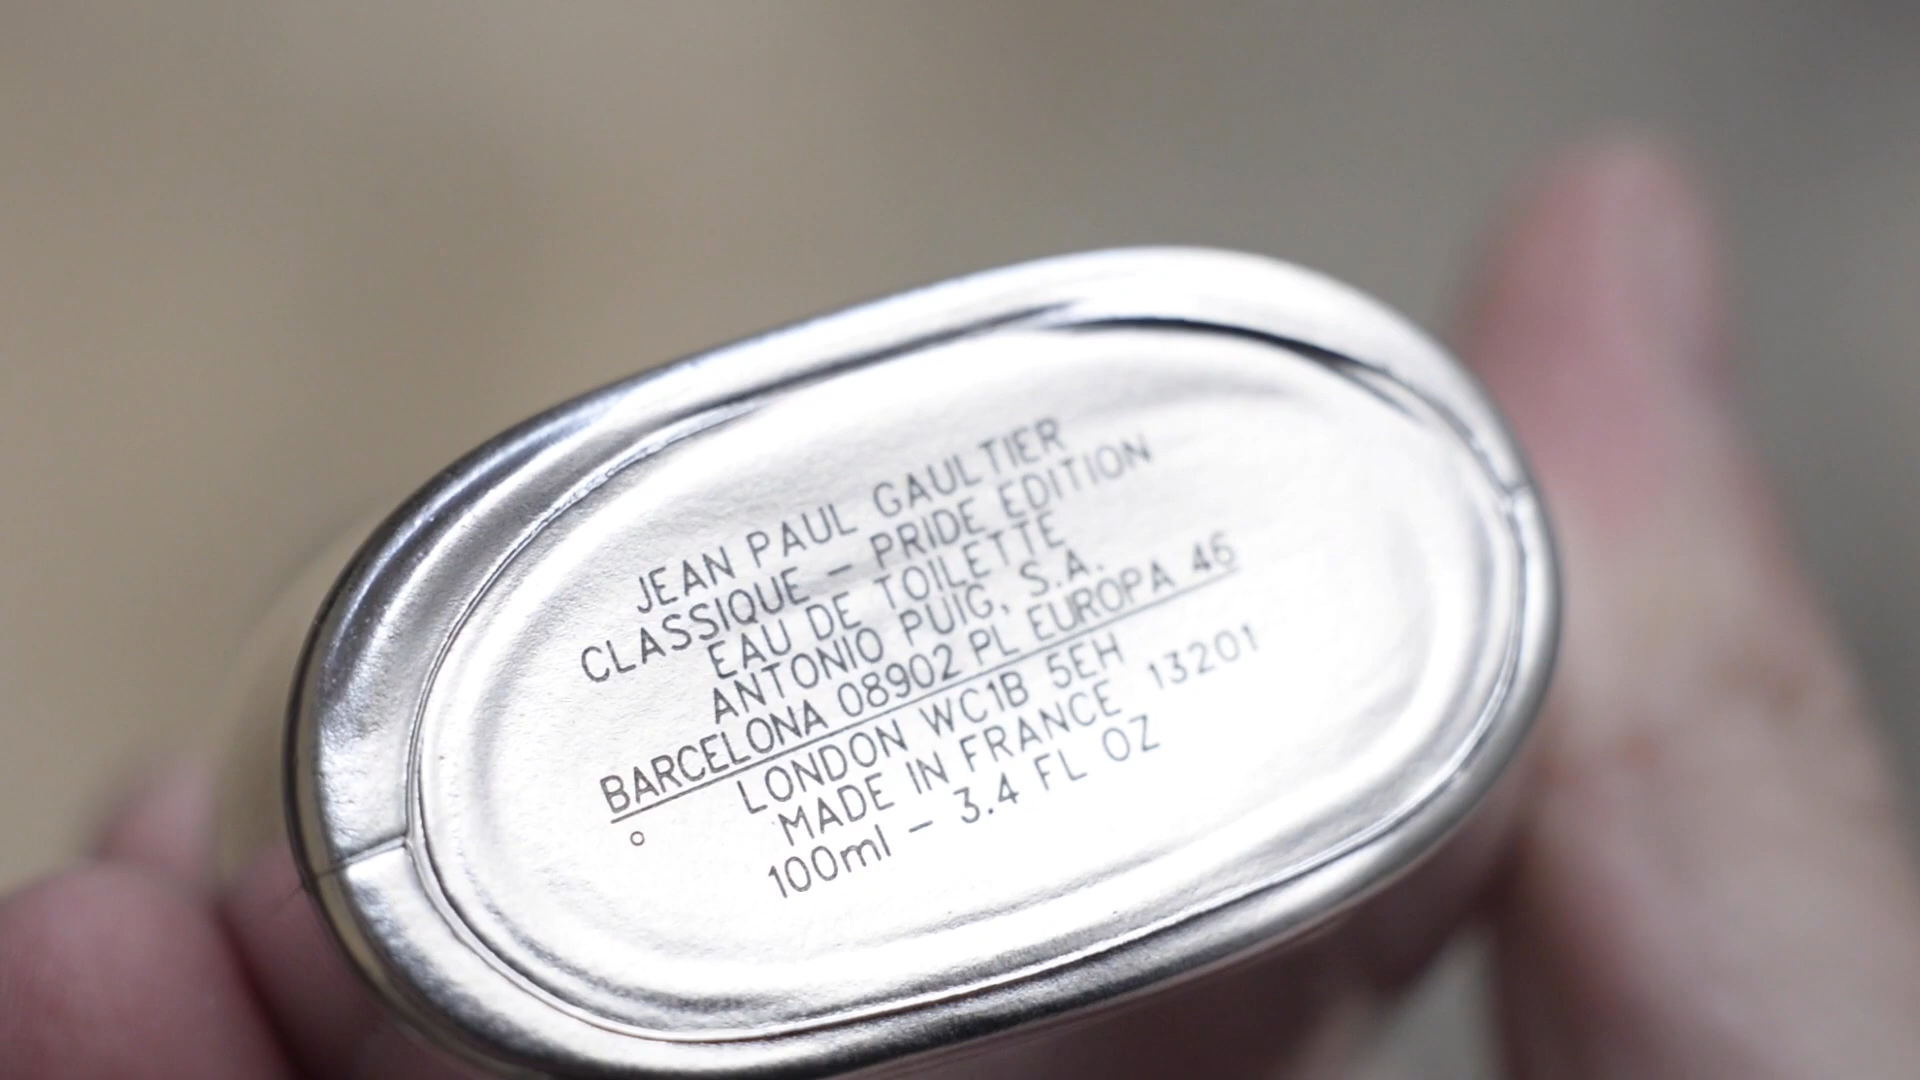 JEAN PAUL GAULTIER
CLASSIQUE – PRIDE EDITION
EAU DE TOILETTE
ANTONIO PUIG, S.A.
BARCELONA 08902 PL EUROPA 46
LONDON WC1B 5EH
MADE IN FRANCE 13201
100ml – 3.4 FL OZ